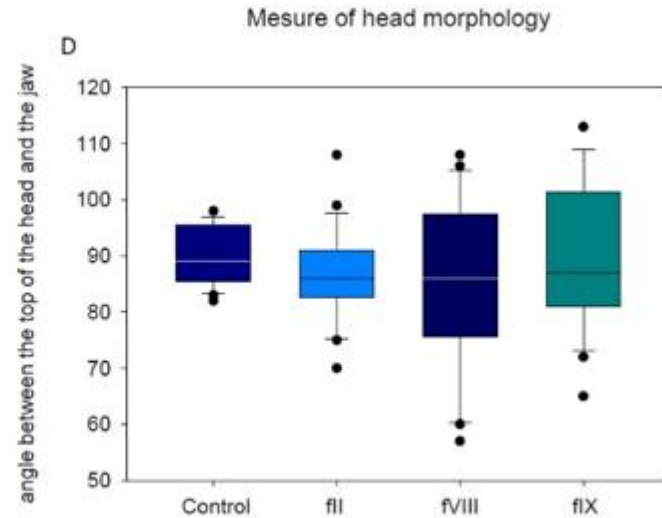 Mesure of head morphology
D
angle between the top of the head and the jaw
120
110
100
90
80
70
60
50
Control
fII
fVIII
fIX